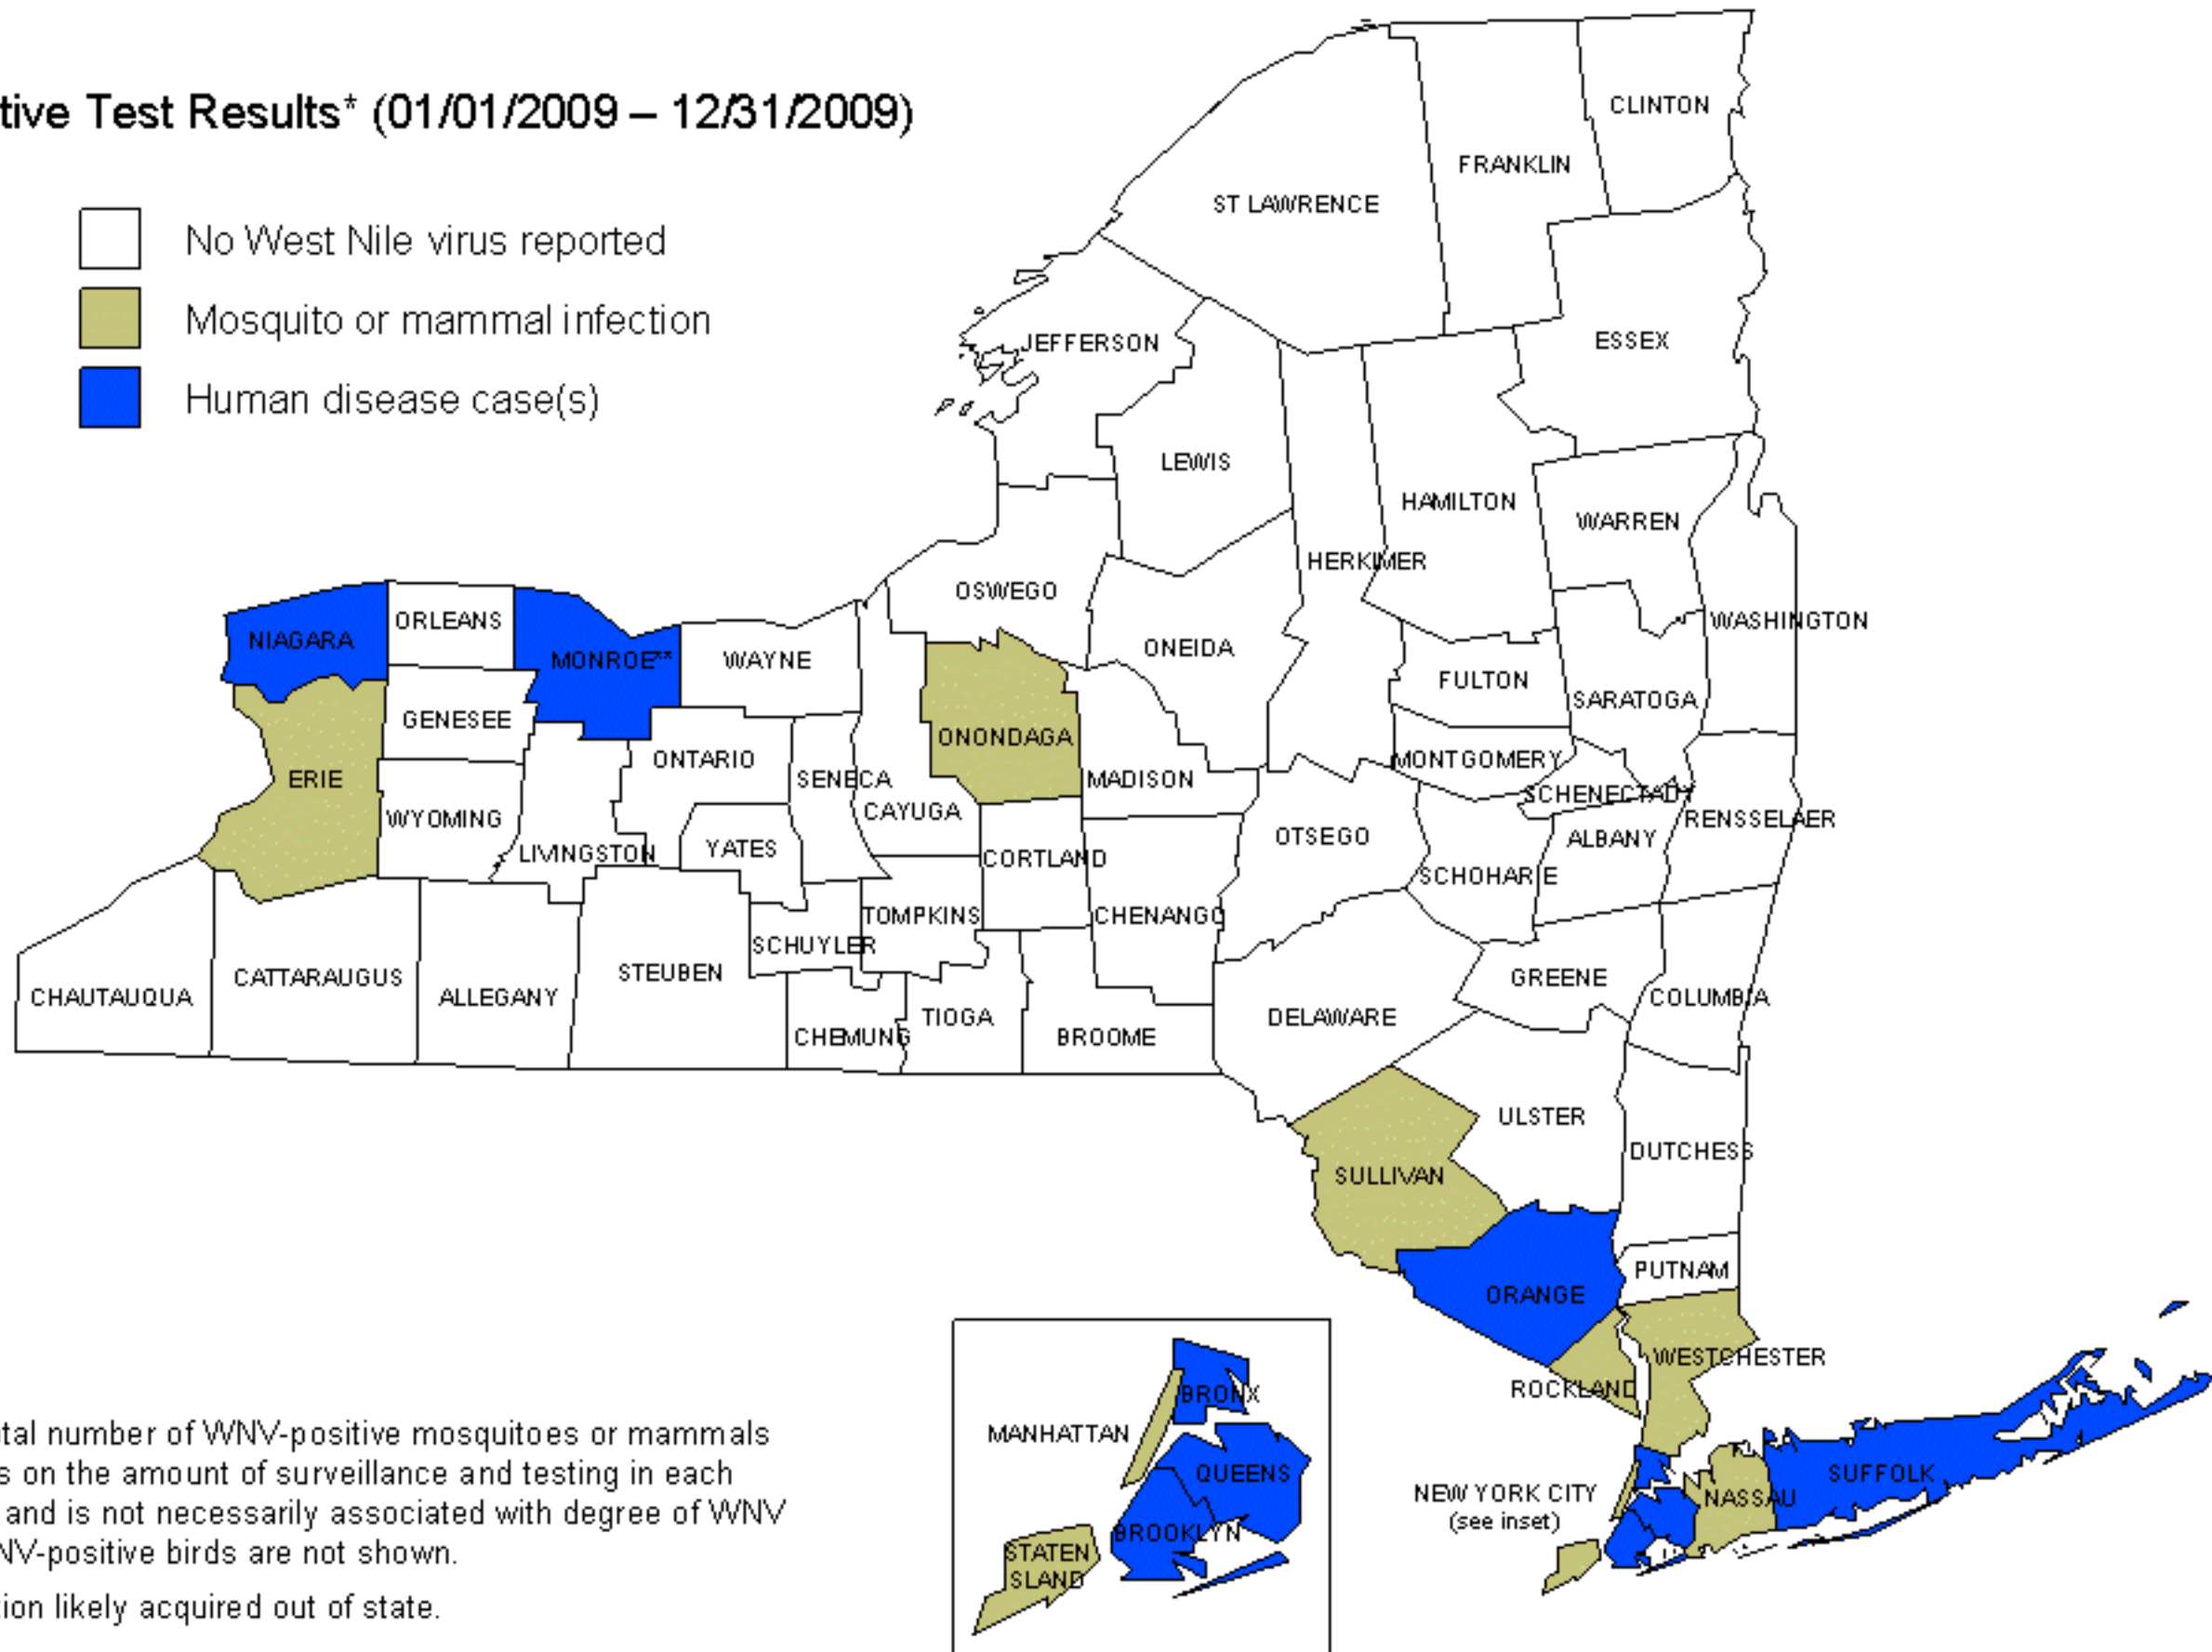 tive Test Results* (01/01/2009 – 12/31/2009)
No West Nile virus reported
Mosquito or mammal infection
Human disease case(s)
CLINTON
FRANKLIN
ST LAWRENCE
ESSEX
JEFFERSON
LEWIS
HAMILTON
WARREN
HERKIMER
OSWEGO
WASHINGTON
ORLEANS
NIAGARA
MONROE**
WAYNE
ONEIDA
FULTON
SARATOGA
GENESEE
ONONDAGA
ONTARIO
MONTGOMERY
ERIE
SENECA
MADISON
SCHENECTADY
CAYUGA
WYOMING
RENSSELAER
OTSEGO
ALBANY
LIVINGSTON
YATES
CORTLAND
SCHOHARIE
TOMPKINS
CHENANGO
SCHUYLER
STEUBEN
CATTARAUGUS
GREENE
CHAUTAUQUA
ALLEGANY
COLUMBIA
TIOGA
DELAWARE
CHEMUNG
BROOME
ULSTER
DUTCHESS
SULLIVAN
PUTNAM
ORANGE
WESTCHESTER
ROCKLAND
BRONX
MANHATTAN
QUEENS
SUFFOLK
NEW YORK CITY
(see inset)
NASSAU
BROOKLYN
STATEN
SLAND
tal number of WNV-positive mosquitoes or mammals
s on the amount of surveillance and testing in each
and is not necessarily associated with degree of WNV
NV-positive birds are not shown.
tion likely acquired out of state.